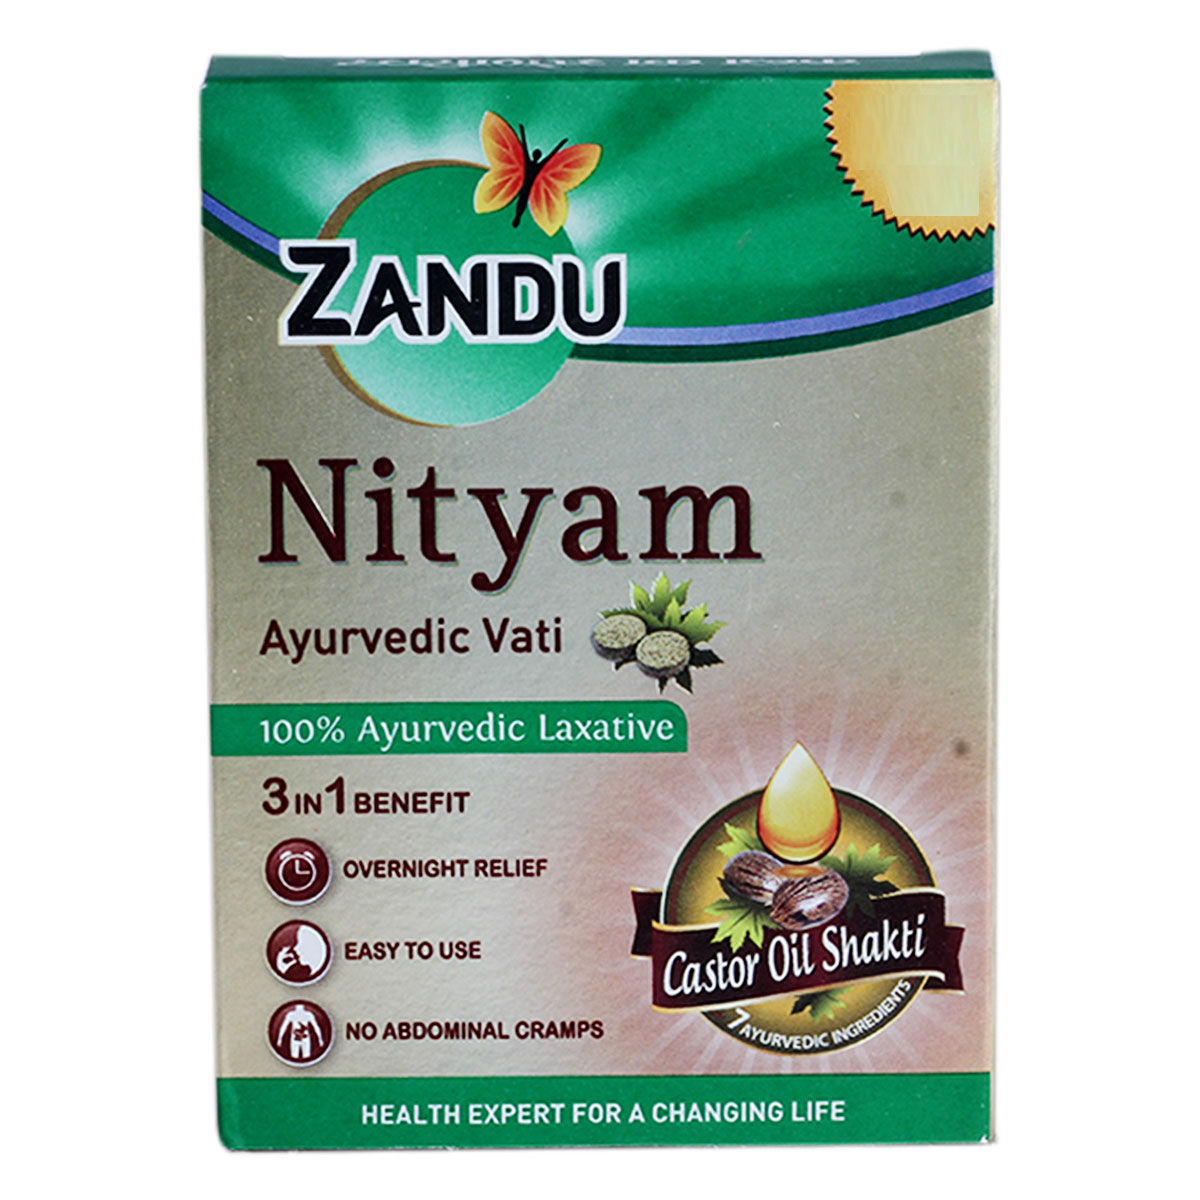 ZANDU
Nityam
Ayurvedic Vati
100% Ayurvedic Laxative
3 IN 1 BENEFIT
OVERNIGHT RELIEF
EASY TO USE
NO ABDOMINAL CRAMPS
Castor Oil Shakti
7 AYURVEDIC INGREDIENTS
HEALTH EXPERT FOR A CHANGING LIFE